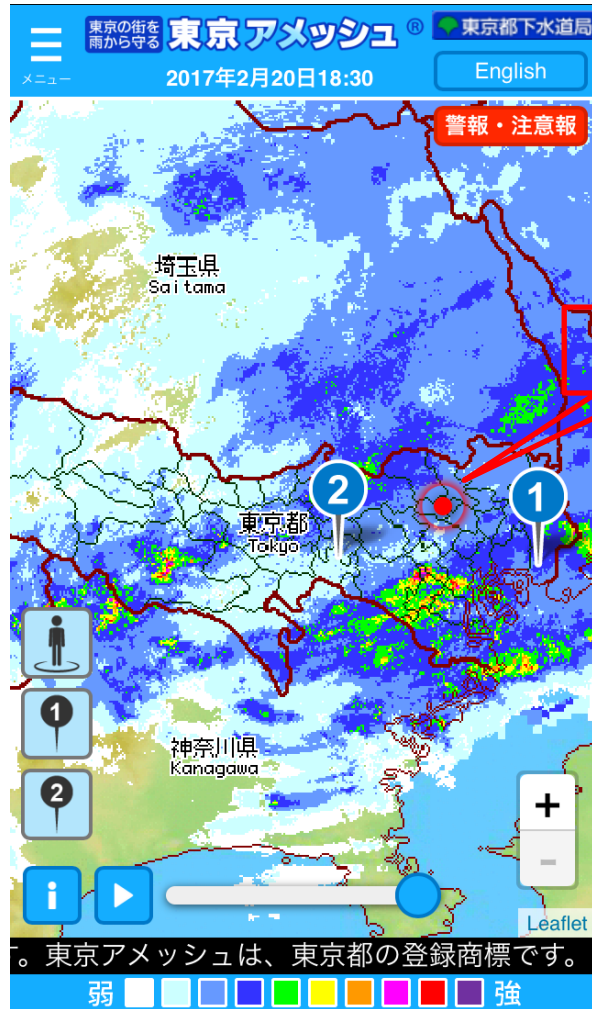 東京の街を
雨から守る
東京アメッシュ®
東京都下水道局
メニュー
2017年2月20日18:30
English
警報・注意報
埼玉県
Saitama
2
1
東京都
Tokyo
1
神奈川県
Kanagawa
2
+
-
i
Leaflet
す。東京アメッシュは、東京都の登録商標です。
弱
強